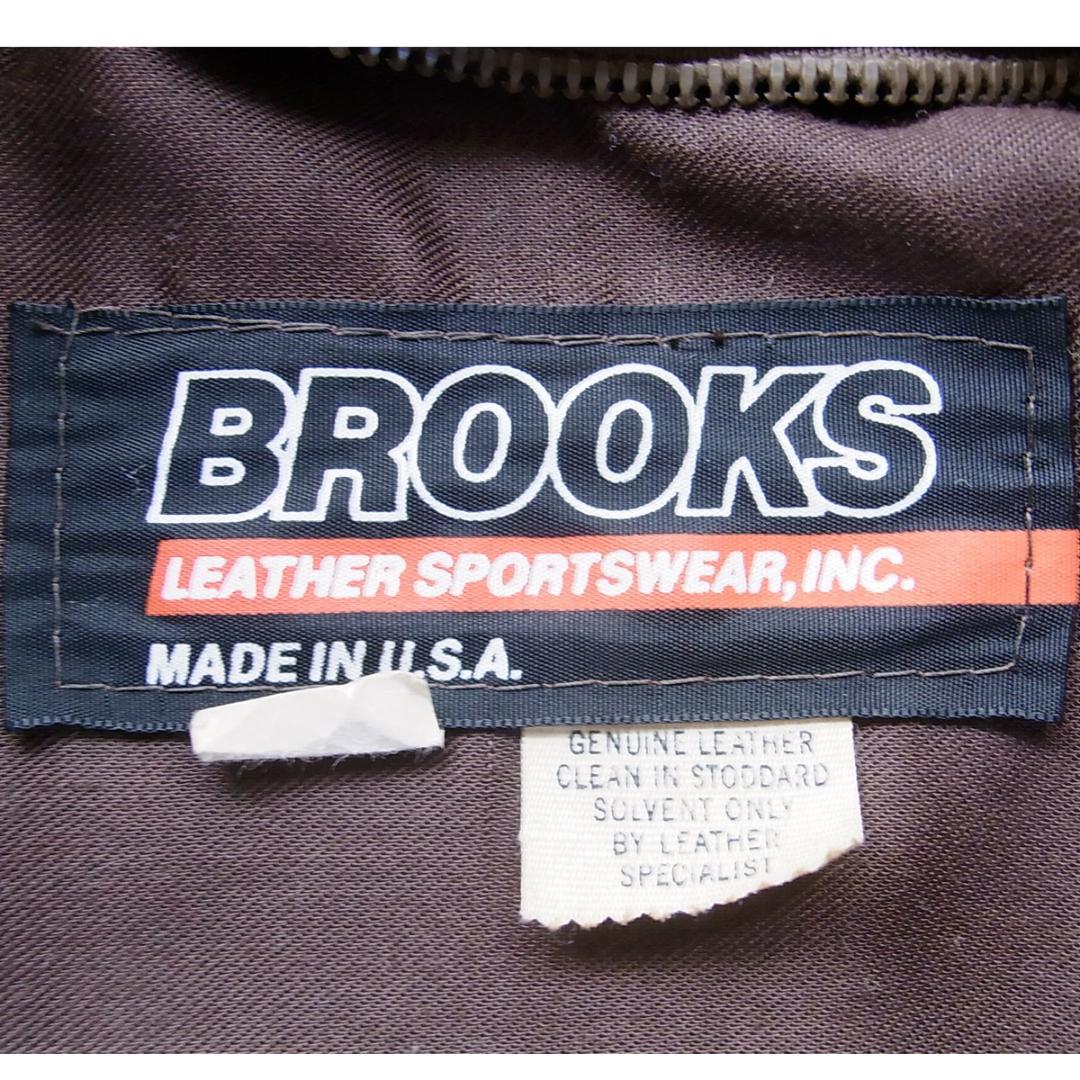 BROOKS
LEATHER SPORTSWEAR, INC.
MADE IN U.S.A.
GENUINE LEATHER
CLEAN IN STODDARD
SOLVENT ONLY
BY LEATHER
SPECIALIST